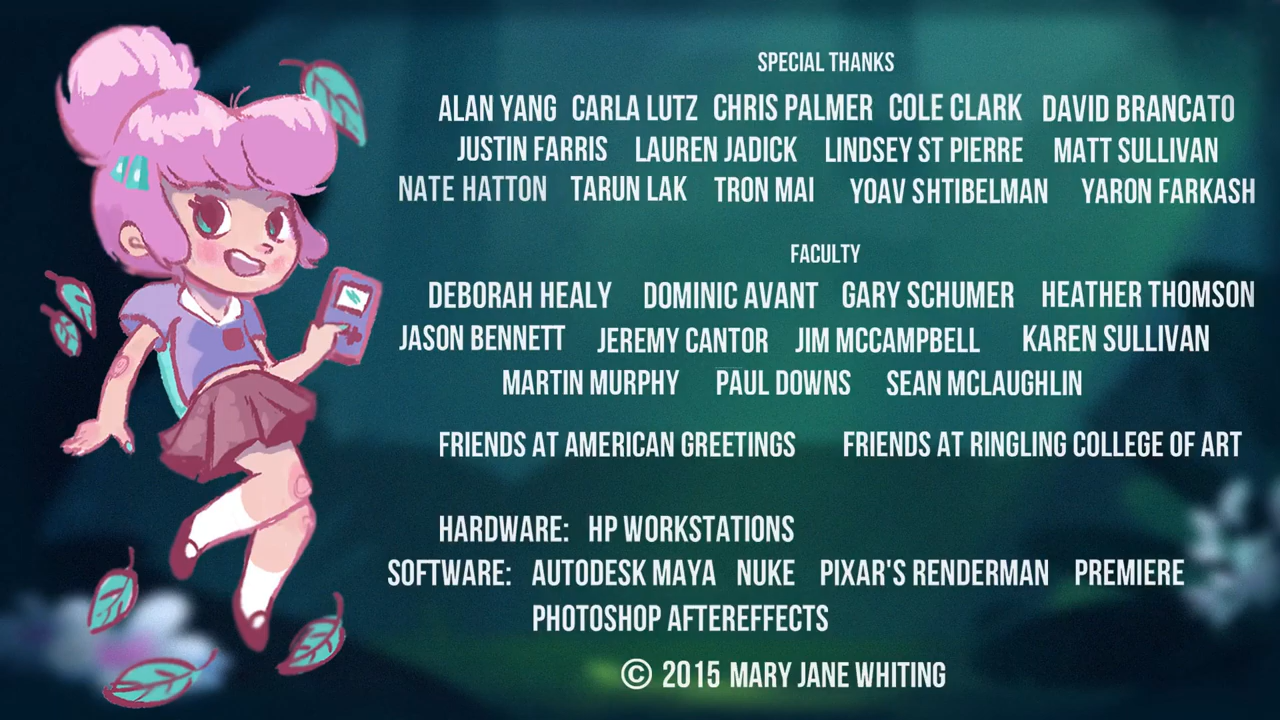 SPECIAL THANKS
ALAN YANG CARLA LUTZ CHRIS PALMER COLE CLARK DAVID BRANCATO
JUSTIN FARRIS LAUREN JADICK LINDSEY ST PIERRE MATT SULLIVAN
NATE HATTON TARUN LAK TRON MAI YOAV SHTIBELMAN YARON FARKASH
FACULTY
DEBORAH HEALY DOMINIC AVANT GARY SCHUMER HEATHER THOMSON
JASON BENNETT JEREMY CANTOR JIM MCCAMPBELL KAREN SULLIVAN
MARTIN MURPHY PAUL DOWNS SEAN MCLAUGHLIN
FRIENDS AT AMERICAN GREETINGS FRIENDS AT RINGLING COLLEGE OF ART
HARDWARE: HP WORKSTATIONS
SOFTWARE: AUTODESK MAYA NUKE PIXAR'S RENDERMAN PREMIERE
PHOTOSHOP AFTEREFFECTS
© 2015 MARY JANE WHITING